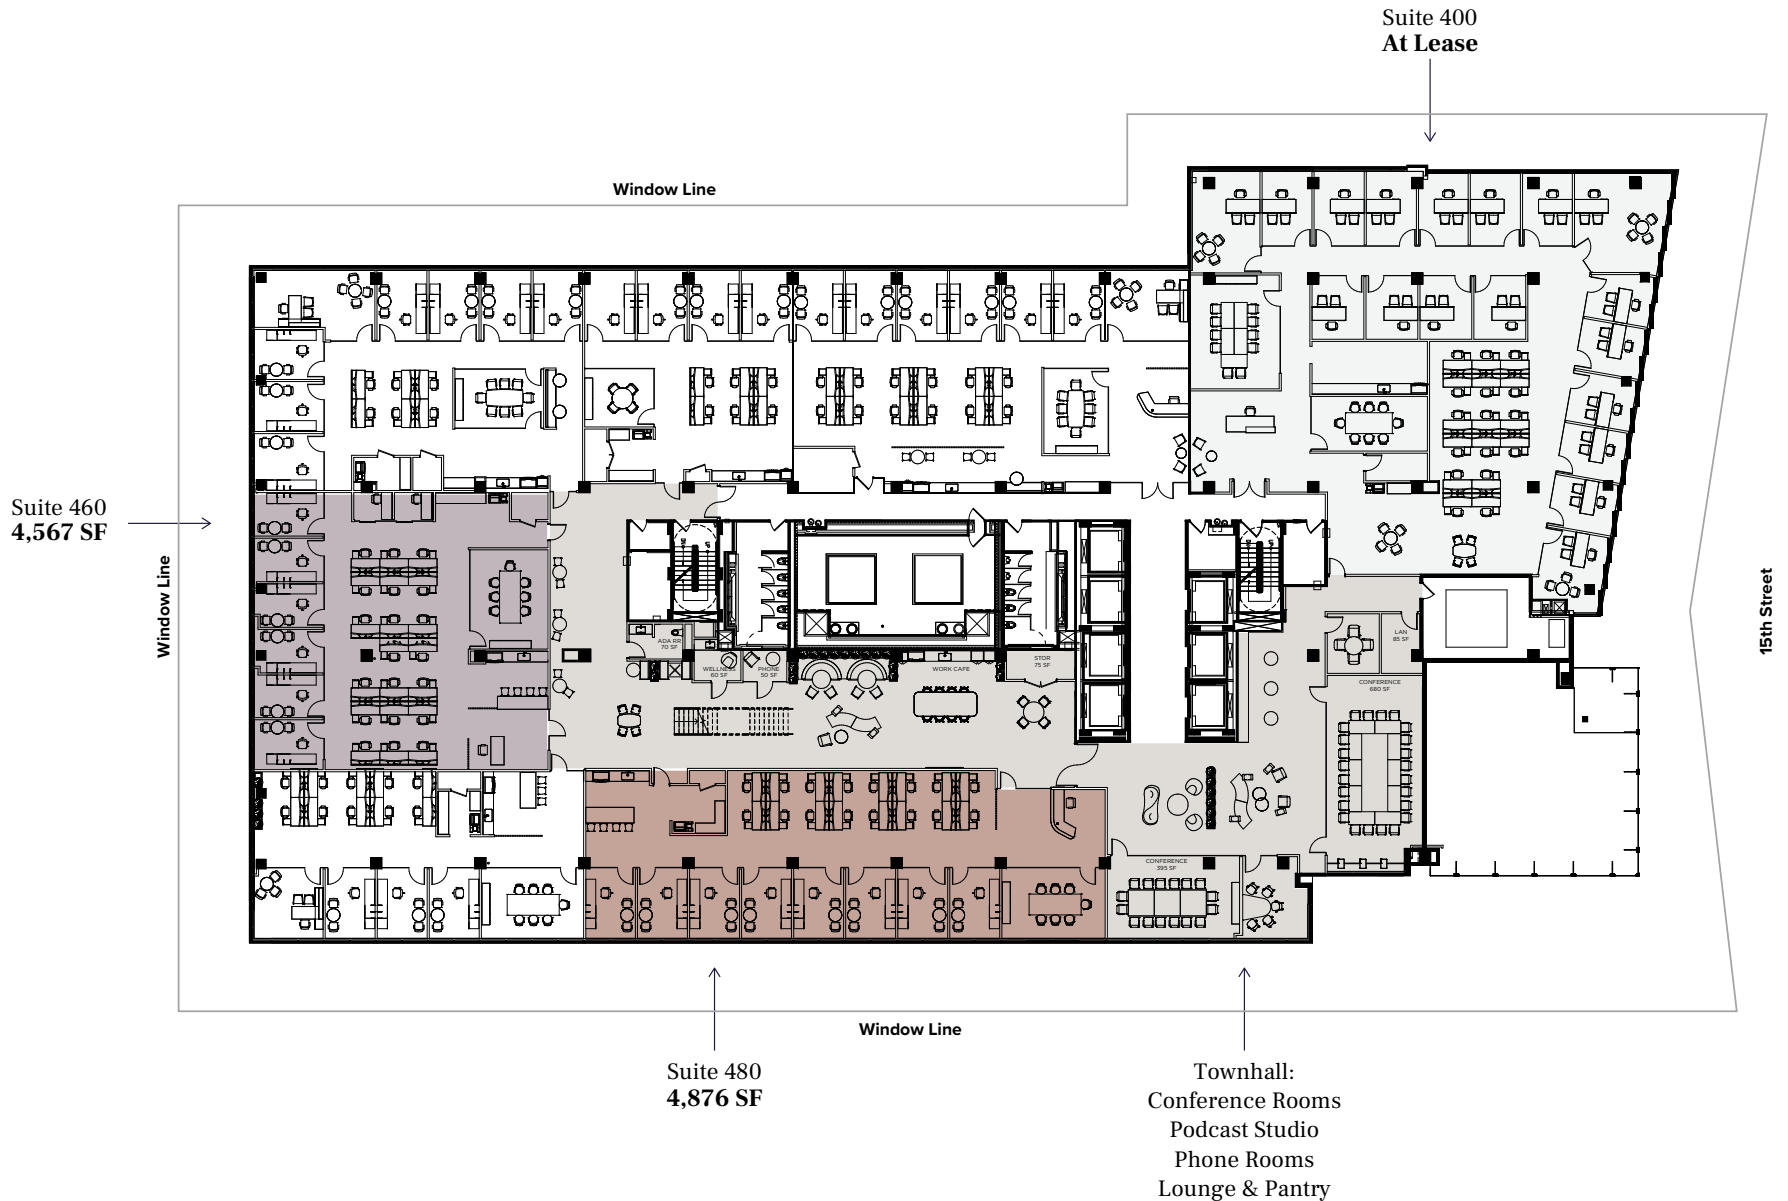 Suite 400
At Lease
Window Line
Suite 460
4,567 SF
Window Line
15th Street
ADA RR
70 SF
WELLNESS
60 SF
PHONE
50 SF
WORK CAFE
STOR
75 SF
LAN
85 SF
CONFERENCE
680 SF
CONFERENCE
395 SF
Window Line
Suite 480
4,876 SF
Townhall:
Conference Rooms
Podcast Studio
Phone Rooms
Lounge & Pantry